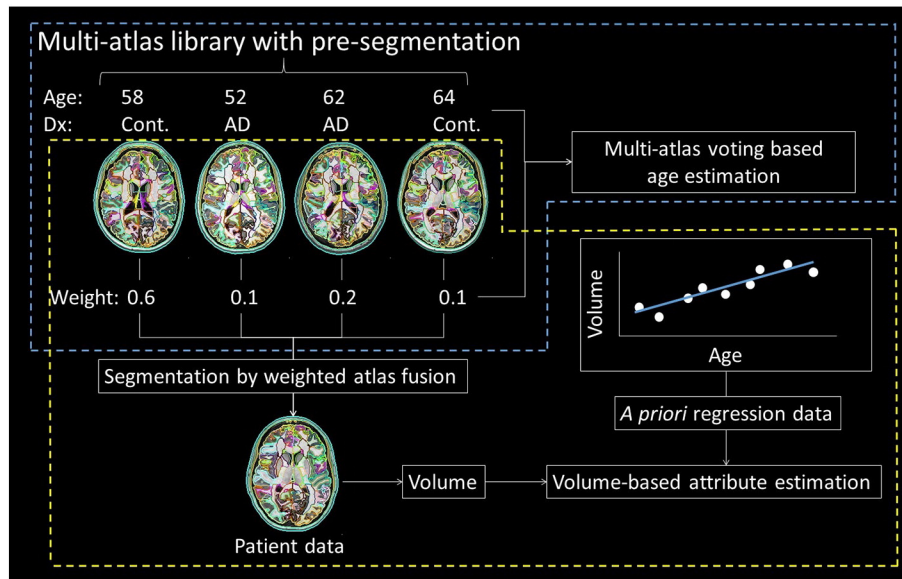 Multi-atlas library with pre-segmentation
Age: 58 52 62 64
Dx: Cont. AD AD Cont.
Multi-atlas voting based
age estimation
Weight: 0.6 0.1 0.2 0.1
Volume
Age
Segmentation by weighted atlas fusion
A priori regression data
Volume
Volume-based attribute estimation
Patient data